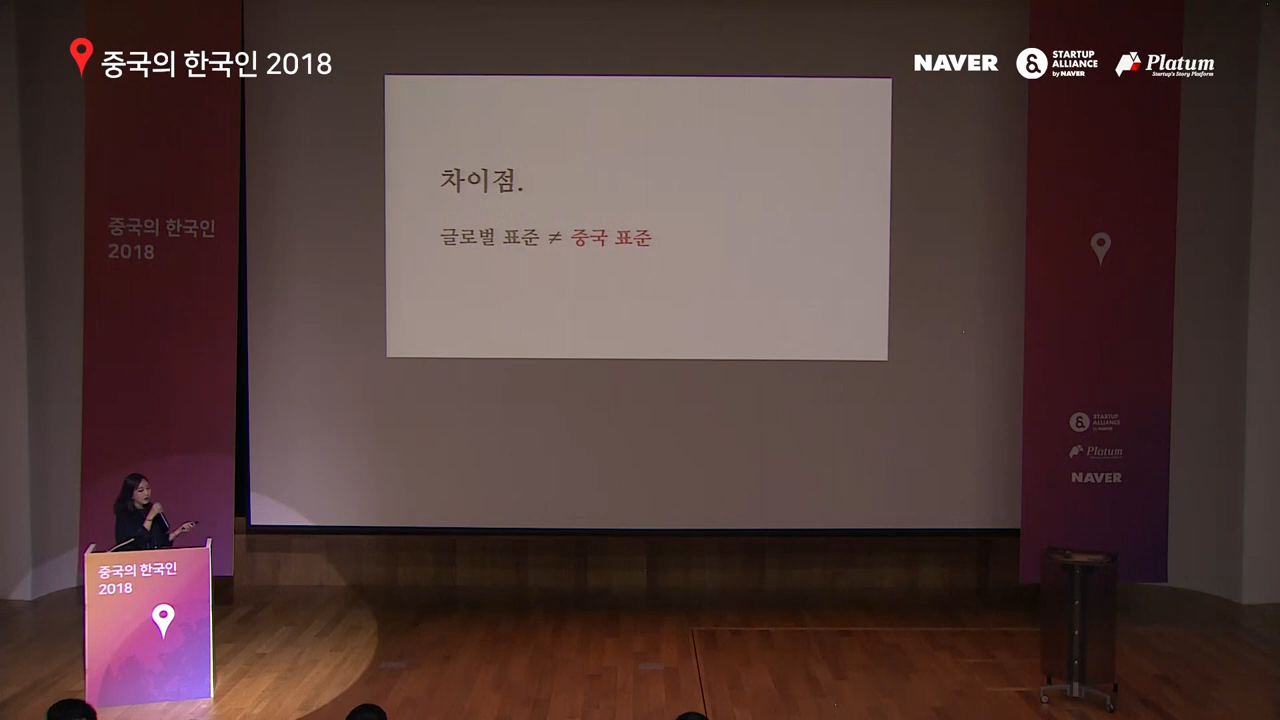 중국의 한국인 2018
NAVER
STARTUP
ALLIANCE
by NAVER
Platum
Startup's Story Platform
차이점.
글로벌 표준 ≠ 중국 표준
중국의 한국인
2018
STARTUP
ALLIANCE
Platum
NAVER
중국의 한국인
2018